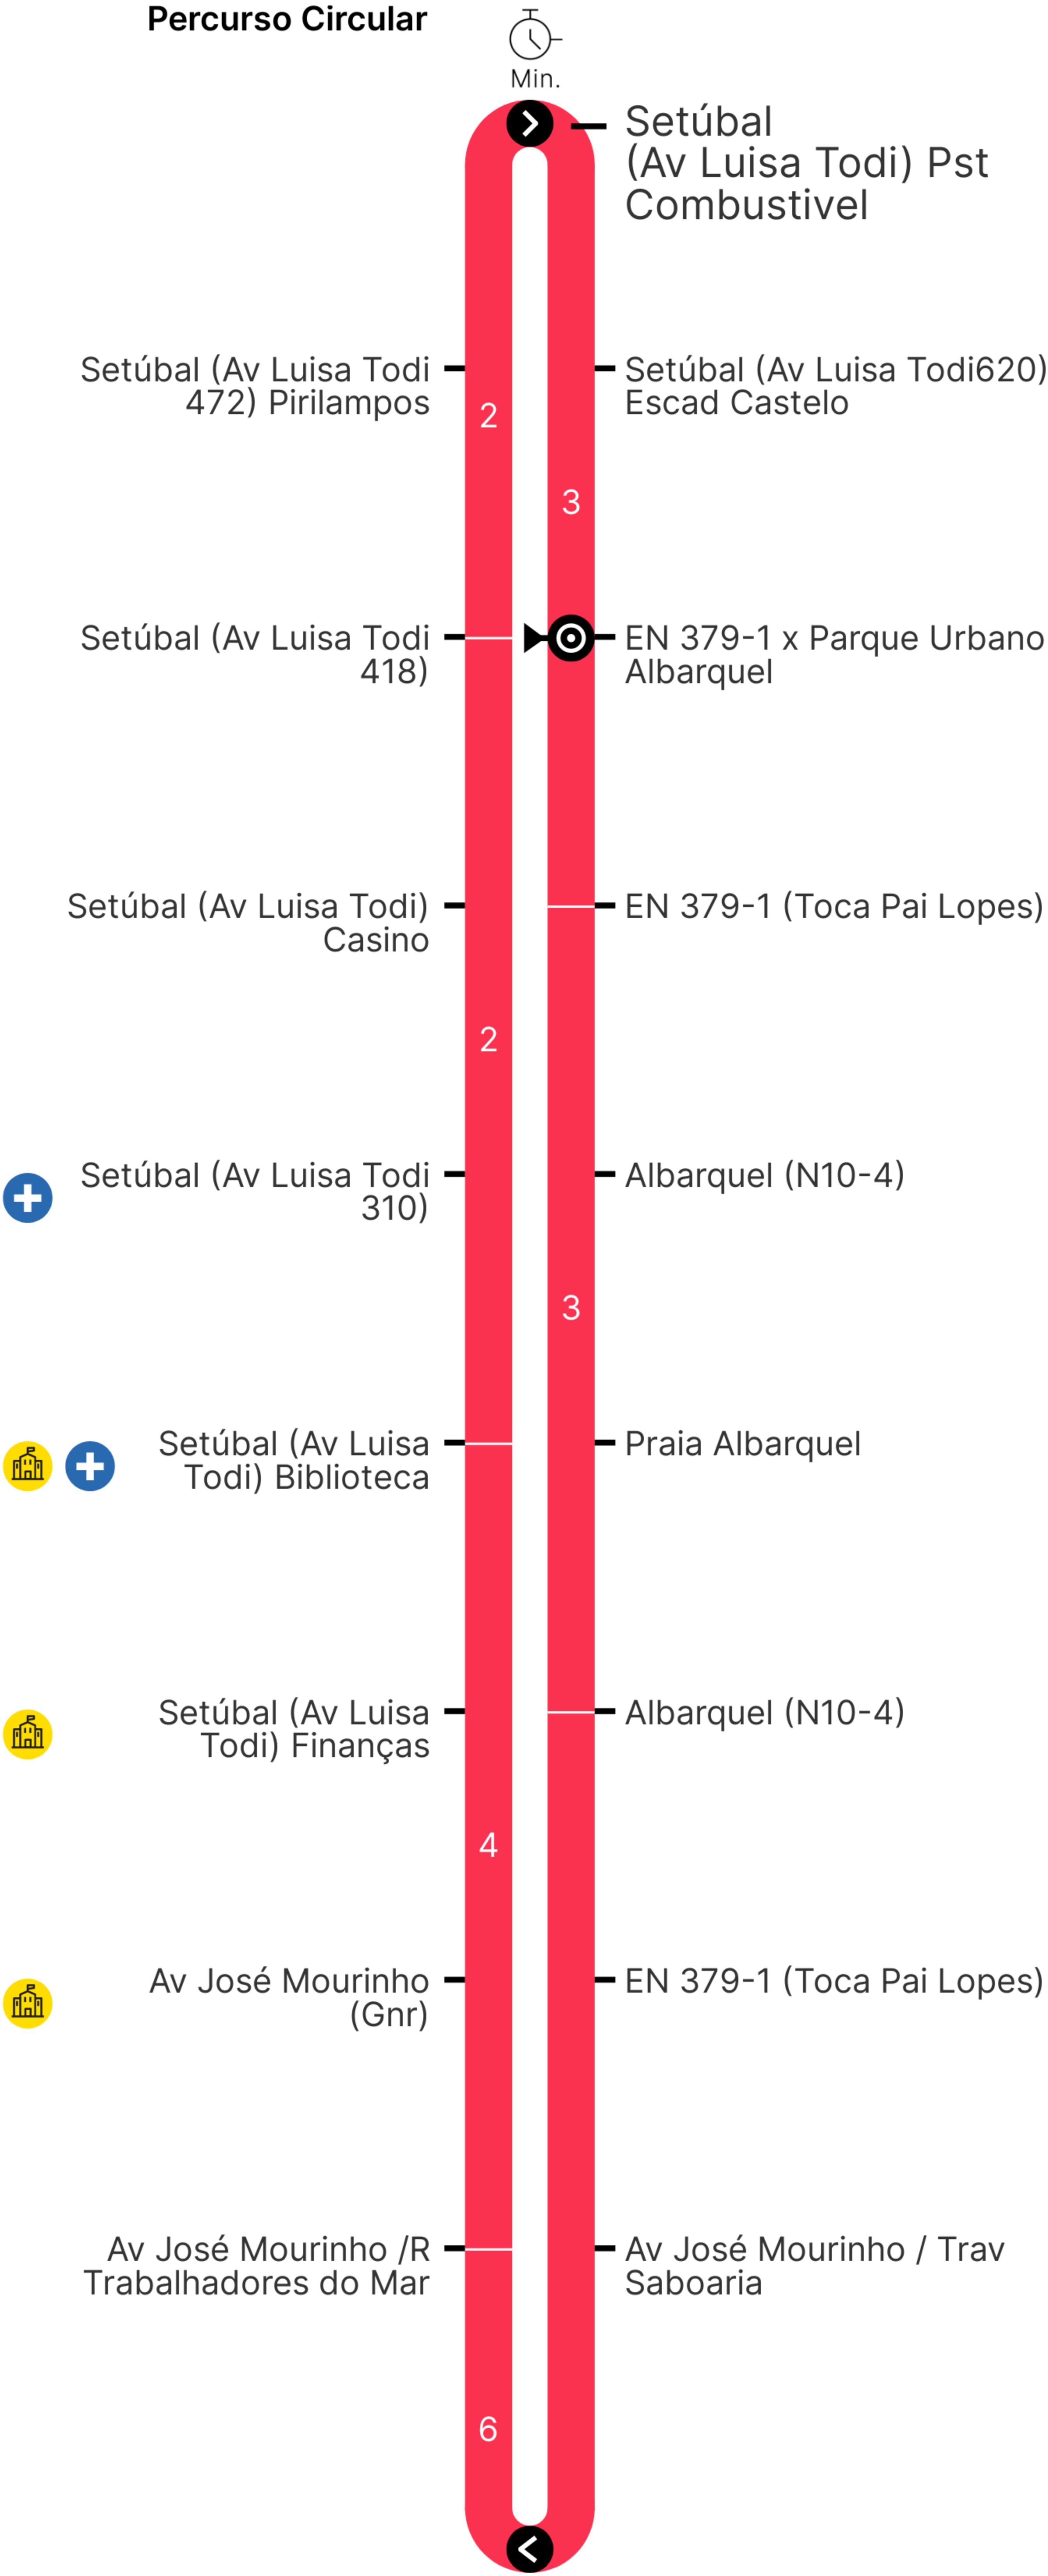 Percurso Circular
Min.
Setúbal
(Av Luisa Todi) Pst
Combustivel
Setúbal (Av Luisa Todi
472) Pirilampos
2
Setúbal (Av Luisa Todi620)
Escad Castelo
3
Setúbal (Av Luisa Todi
418)
EN 379-1 x Parque Urbano
Albarquel
Setúbal (Av Luisa Todi)
Casino
EN 379-1 (Toca Pai Lopes)
2
Setúbal (Av Luisa Todi
310)
Albarquel (N10-4)
3
Setúbal (Av Luisa
Todi) Biblioteca
Praia Albarquel
Setúbal (Av Luisa
Todi) Finanças
Albarquel (N10-4)
4
Av José Mourinho
(Gnr)
EN 379-1 (Toca Pai Lopes)
Av José Mourinho /R
Trabalhadores do Mar
Av José Mourinho / Trav
Saboaria
6